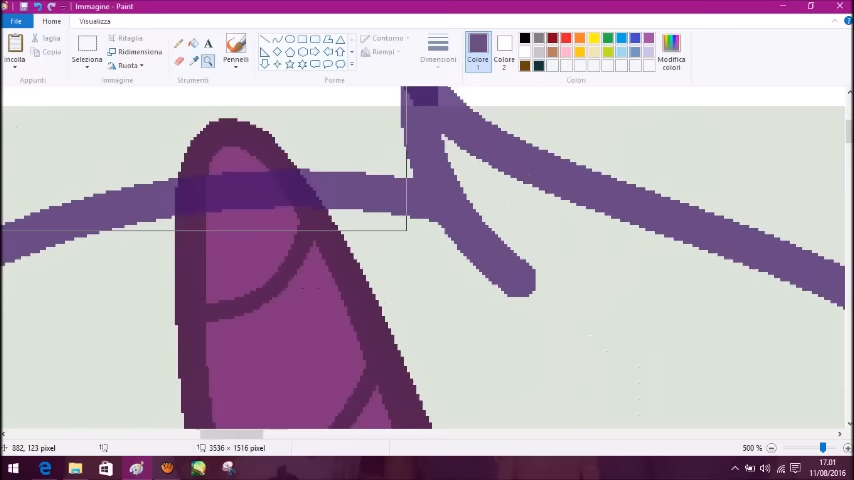 Immagine - Paint
File Home Visualizza
Incolla
Taglia
Copia
Appunti
Seleziona
Ritaglia
Ridimensiona
Ruota
Immagine
A
Strumenti
Pennelli
Contorno
Riempi
Forme
Dimensioni
Colore
1
Colore
2
Modifica
colori
Colori
882, 123 pixel
3536 × 1516 pixel
500 %
17.01
11/08/2016